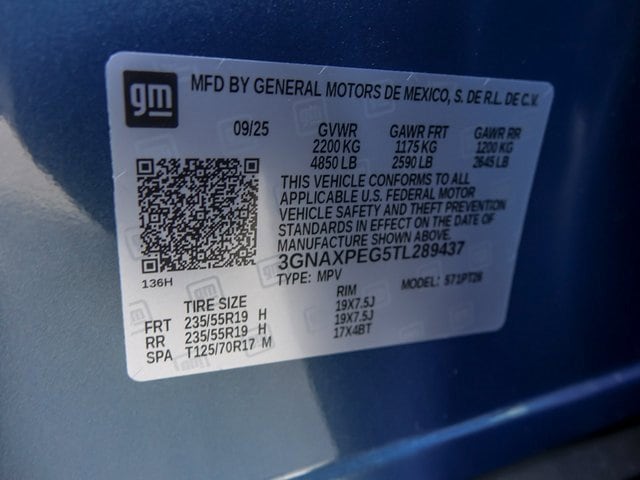 gm
MFD BY GENERAL MOTORS DE MEXICO, S. DE R.L. DE C.V.
09/25 GVWR GAWR FRT GAWR RR
2200 KG 1175 KG 1200 KG
4850 LB 2590 LB 2645 LB
THIS VEHICLE CONFORMS TO ALL
APPLICABLE U.S. FEDERAL MOTOR
VEHICLE SAFETY AND THEFT PREVENTION
STANDARDS IN EFFECT ON THE DATE OF
MANUFACTURE SHOWN ABOVE.
3GNAXPEG5TL289437
136H
TYPE: MPV MODEL: 571PT26
TIRE SIZE RIM
FRT 235/55R19 H 19X7.5J
RR 235/55R19 H 19X7.5J
SPA T125/70R17 M 17X4BT